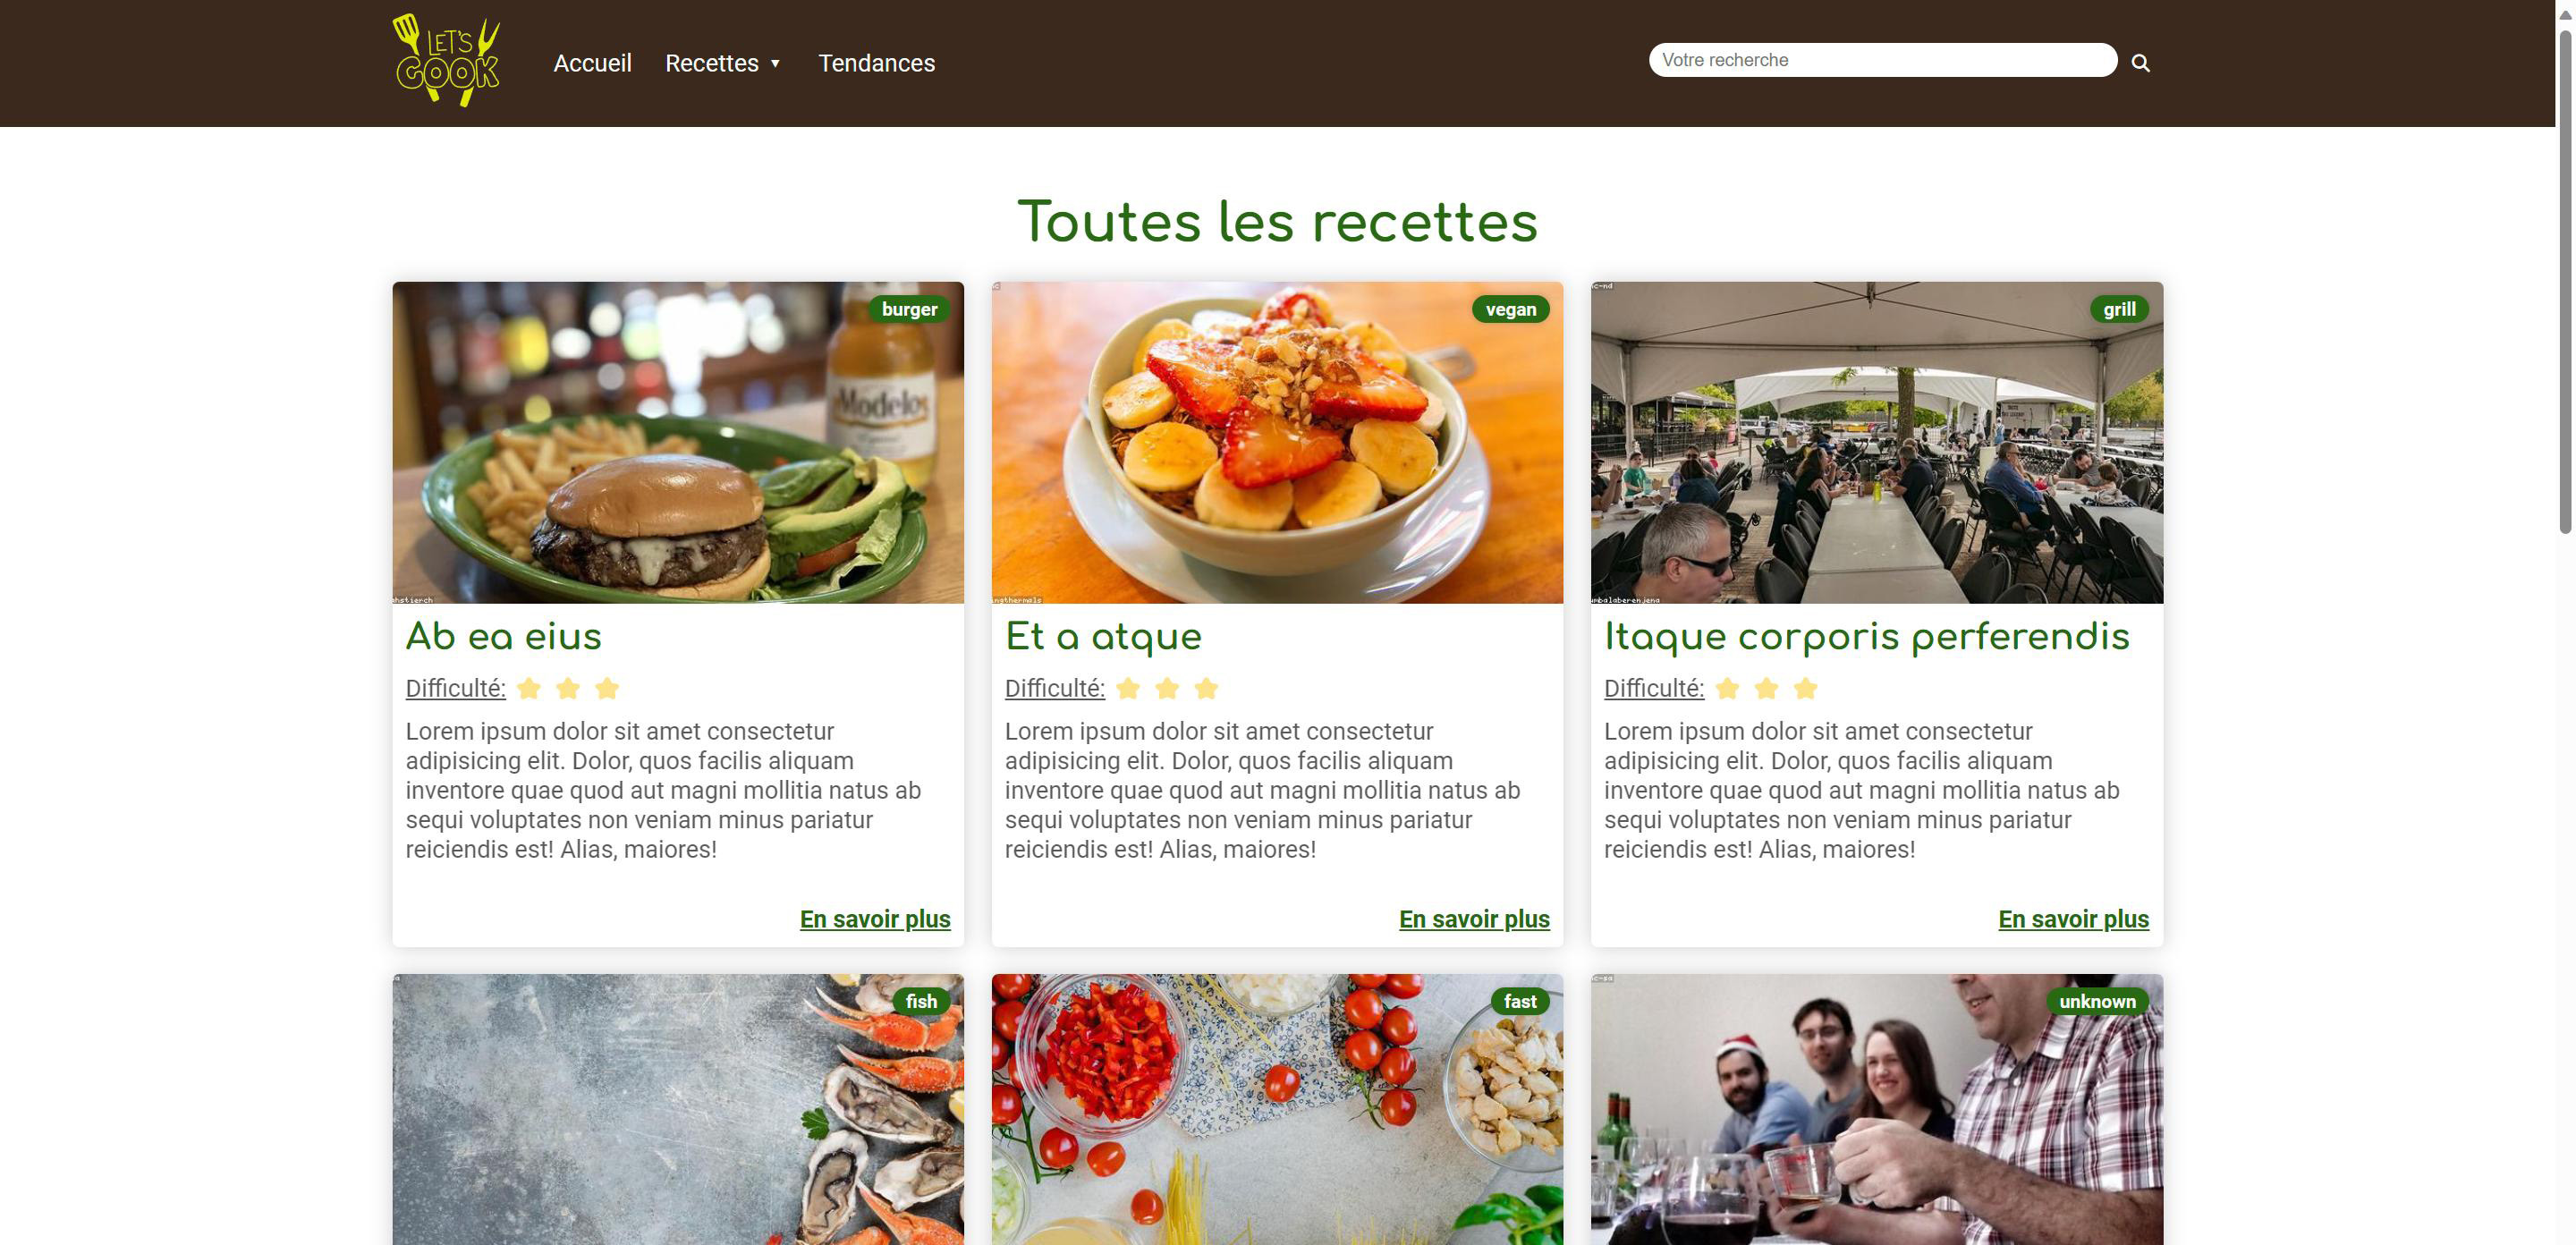 LET'S
COOK
Accueil
Recettes ▼
Tendances
Votre recherche
Toutes les recettes
burger
Modelo
hstierch
Ab ea eius
Difficulté:
Lorem ipsum dolor sit amet consectetur
adipisicing elit. Dolor, quos facilis aliquam
inventore quae quod aut magni mollitia natus ab
sequi voluptates non veniam minus pariatur
reiciendis est! Alias, maiores!
En savoir plus
vegan
ngthermals
Et a atque
Difficulté:
Lorem ipsum dolor sit amet consectetur
adipisicing elit. Dolor, quos facilis aliquam
inventore quae quod aut magni mollitia natus ab
sequi voluptates non veniam minus pariatur
reiciendis est! Alias, maiores!
En savoir plus
c-nd
grill
mbalaberenjena
Itaque corporis perferendis
Difficulté:
Lorem ipsum dolor sit amet consectetur
adipisicing elit. Dolor, quos facilis aliquam
inventore quae quod aut magni mollitia natus ab
sequi voluptates non veniam minus pariatur
reiciendis est! Alias, maiores!
En savoir plus
fish
fast
c-sa
unknown